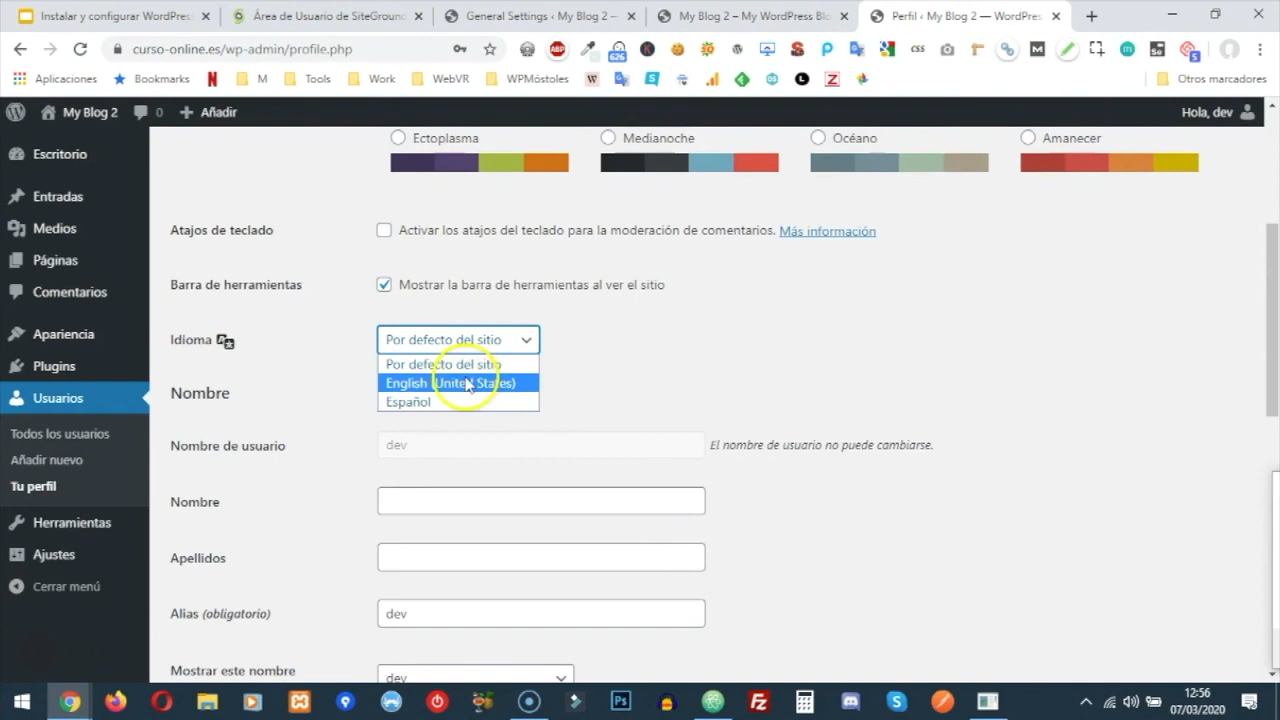 Instalar y configurar WordPres
Área de Usuario de SiteGround
General Settings ‹ My Blog 2 —
My Blog 2 – My WordPress Blo
Perfil ‹ My Blog 2 — WordPress
curso-online.es/wp-admin/profile.php
ABP
626
CSS
S
Aplicaciones
Bookmarks
M
Tools
Work
WebVR
WPMóstoles
Otros marcadores
My Blog 2
0
Añadir
Hola, dev
Escritorio
Entradas
Medios
Páginas
Comentarios
Apariencia
Plugins
Usuarios
Todos los usuarios
Añadir nuevo
Tu perfil
Herramientas
Ajustes
Cerrar menú
Ectoplasma
Medianoche
Océano
Amanecer
Atajos de teclado
Activar los atajos del teclado para la moderación de comentarios. Más información
Barra de herramientas
Mostrar la barra de herramientas al ver el sitio
Idioma
Por defecto del sitio
Por defecto del sitio
English (United States)
Español
Nombre
Nombre de usuario
dev
El nombre de usuario no puede cambiarse.
Nombre
Apellidos
Alias (obligatorio)
dev
Mostrar este nombre
dev
Ps
12:56
07/03/2020